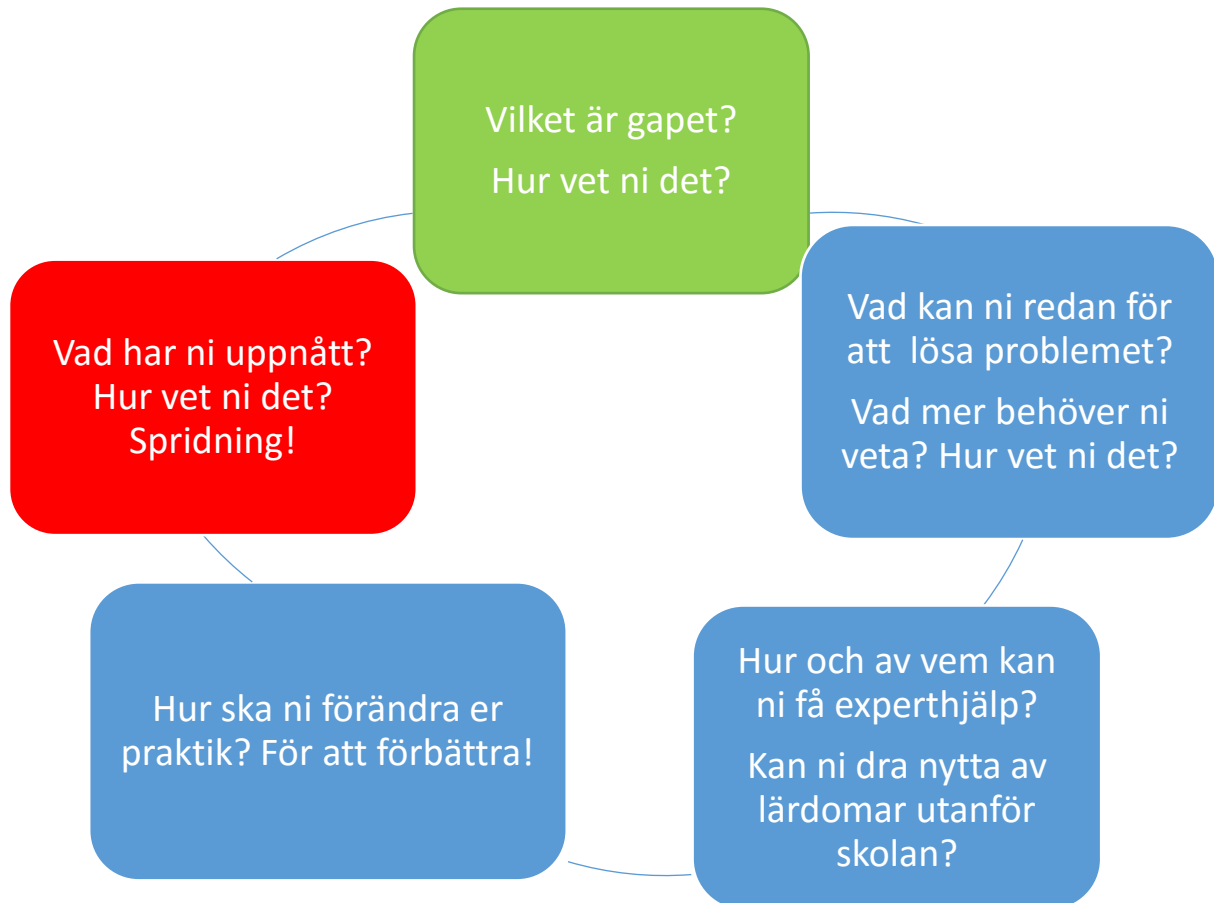 Vilket är gapet?
Hur vet ni det?
Vad kan ni redan för
att  lösa problemet?
Vad mer behöver ni
veta? Hur vet ni det?
Hur och av vem kan
ni få experthjälp?
Kan ni dra nytta av
lärdomar utanför
skolan?
Hur ska ni förändra er
praktik? För att förbättra!
Vad har ni uppnått?
Hur vet ni det?
Spridning!